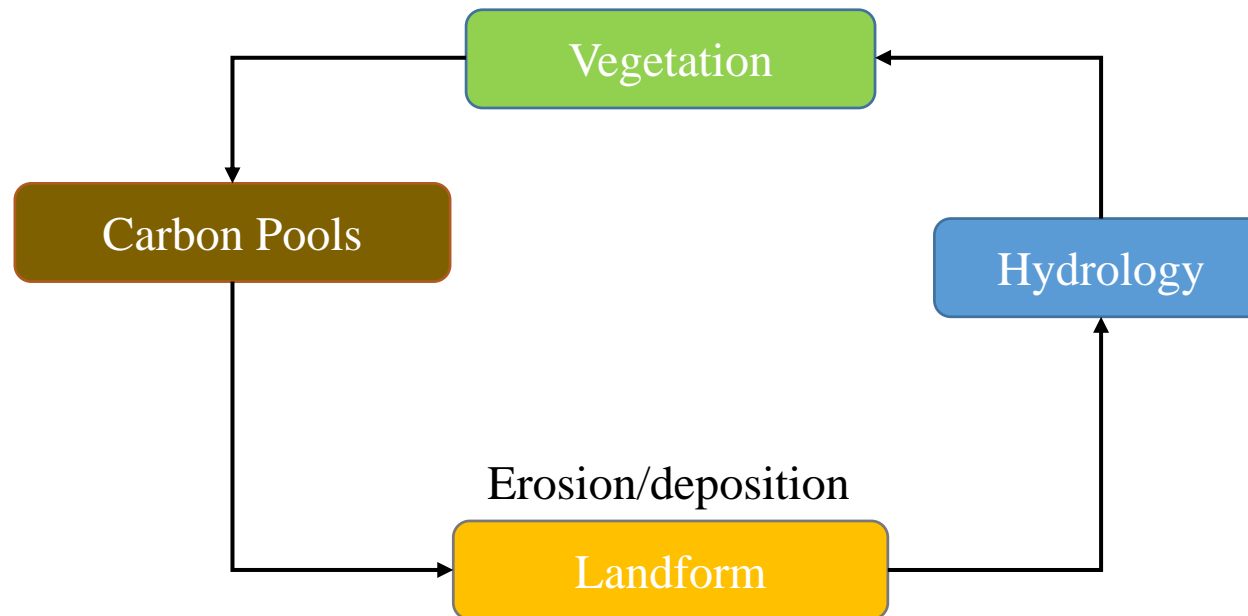 Vegetation
Carbon Pools
Hydrology
Erosion/deposition
Landform